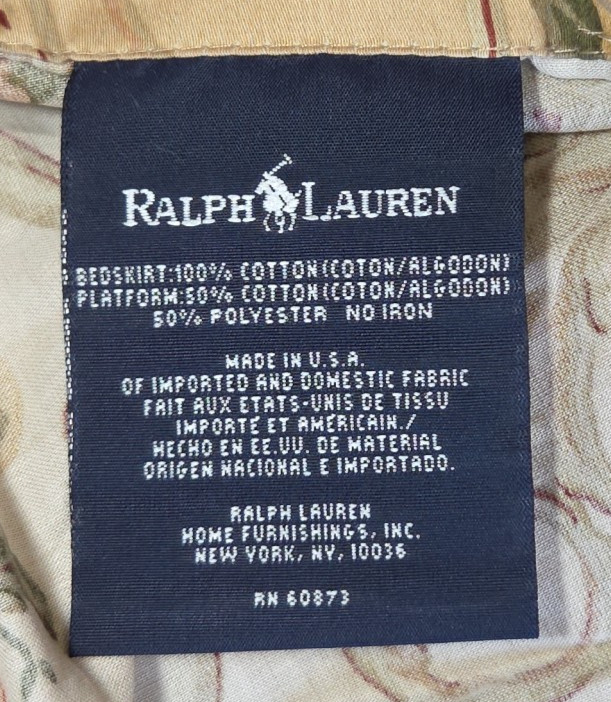 RALPH LAUREN
BEDSKIRT:100% COTTON(COTON/ALGODON)
PLATFORM:50% COTTON(COTON/ALGODON)
50% POLYESTER NO IRON
MADE IN U.S.A.
OF IMPORTED AND DOMESTIC FABRIC
FAIT AUX ETATS-UNIS DE TISSU
IMPORTE ET AMERICAIN./
HECHO EN EE.UU. DE MATERIAL
ORIGEN NACIONAL E IMPORTADO.
RALPH LAUREN
HOME FURNISHINGS, INC.
NEW YORK, NY, 10036
RN 60873